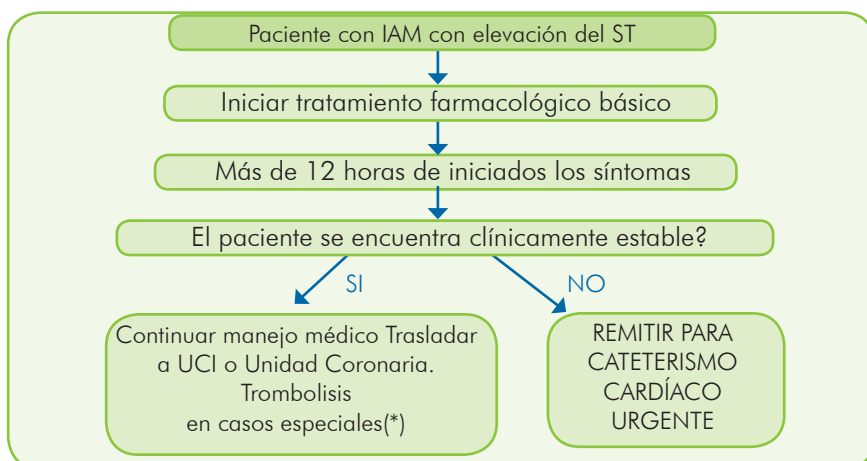 Paciente con IAM con elevación del ST
Iniciar tratamiento farmacológico básico
Más de 12 horas de iniciados los síntomas
El paciente se encuentra clínicamente estable?
SI
NO
Continuar manejo médico Trasladar
a UCI o Unidad Coronaria.
Trombolisis
en casos especiales(*)
REMITIR PARA
CATETERISMO
CARDÍACO
URGENTE